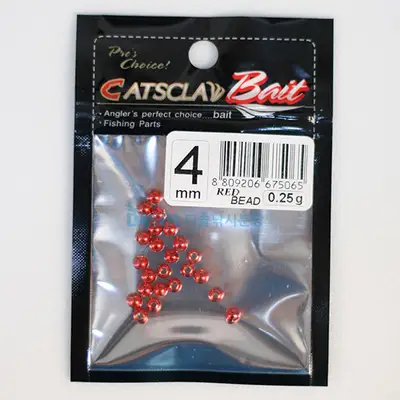 Pro's
Choice!
CATSCLAW Bait
• Angler's perfect choice...bait
• Fishing Parts
4
mm
8 809206 675065
RED
BEAD
0.25g